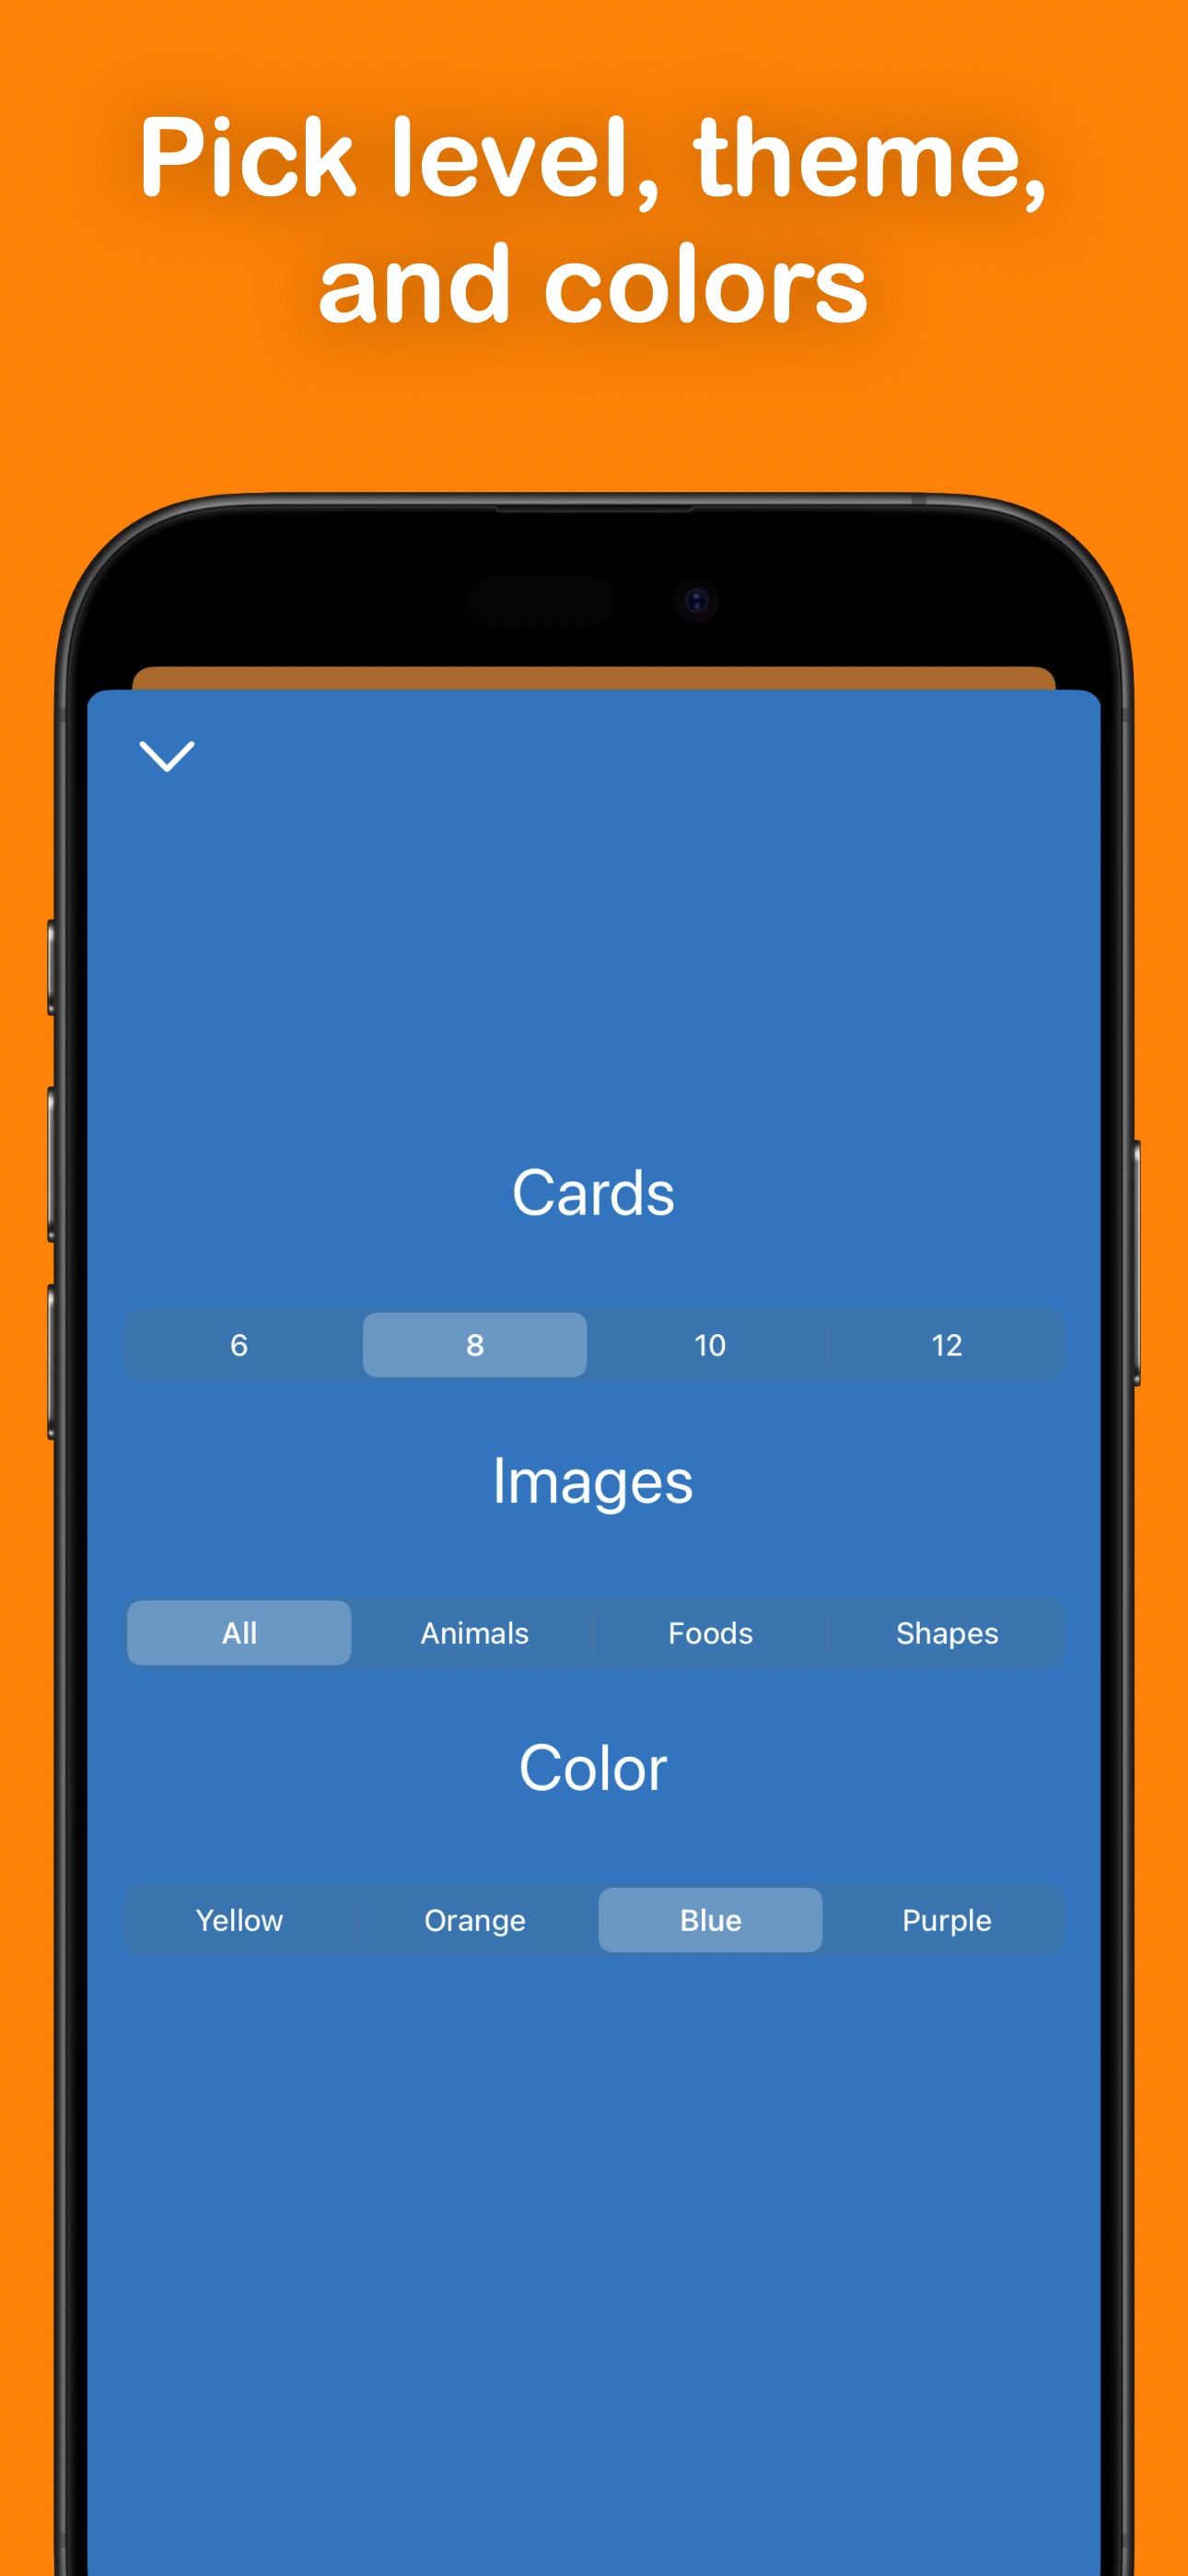 Pick level, theme,
and colors
Cards
6 8 10 12
Images
All Animals Foods Shapes
Color
Yellow Orange Blue Purple